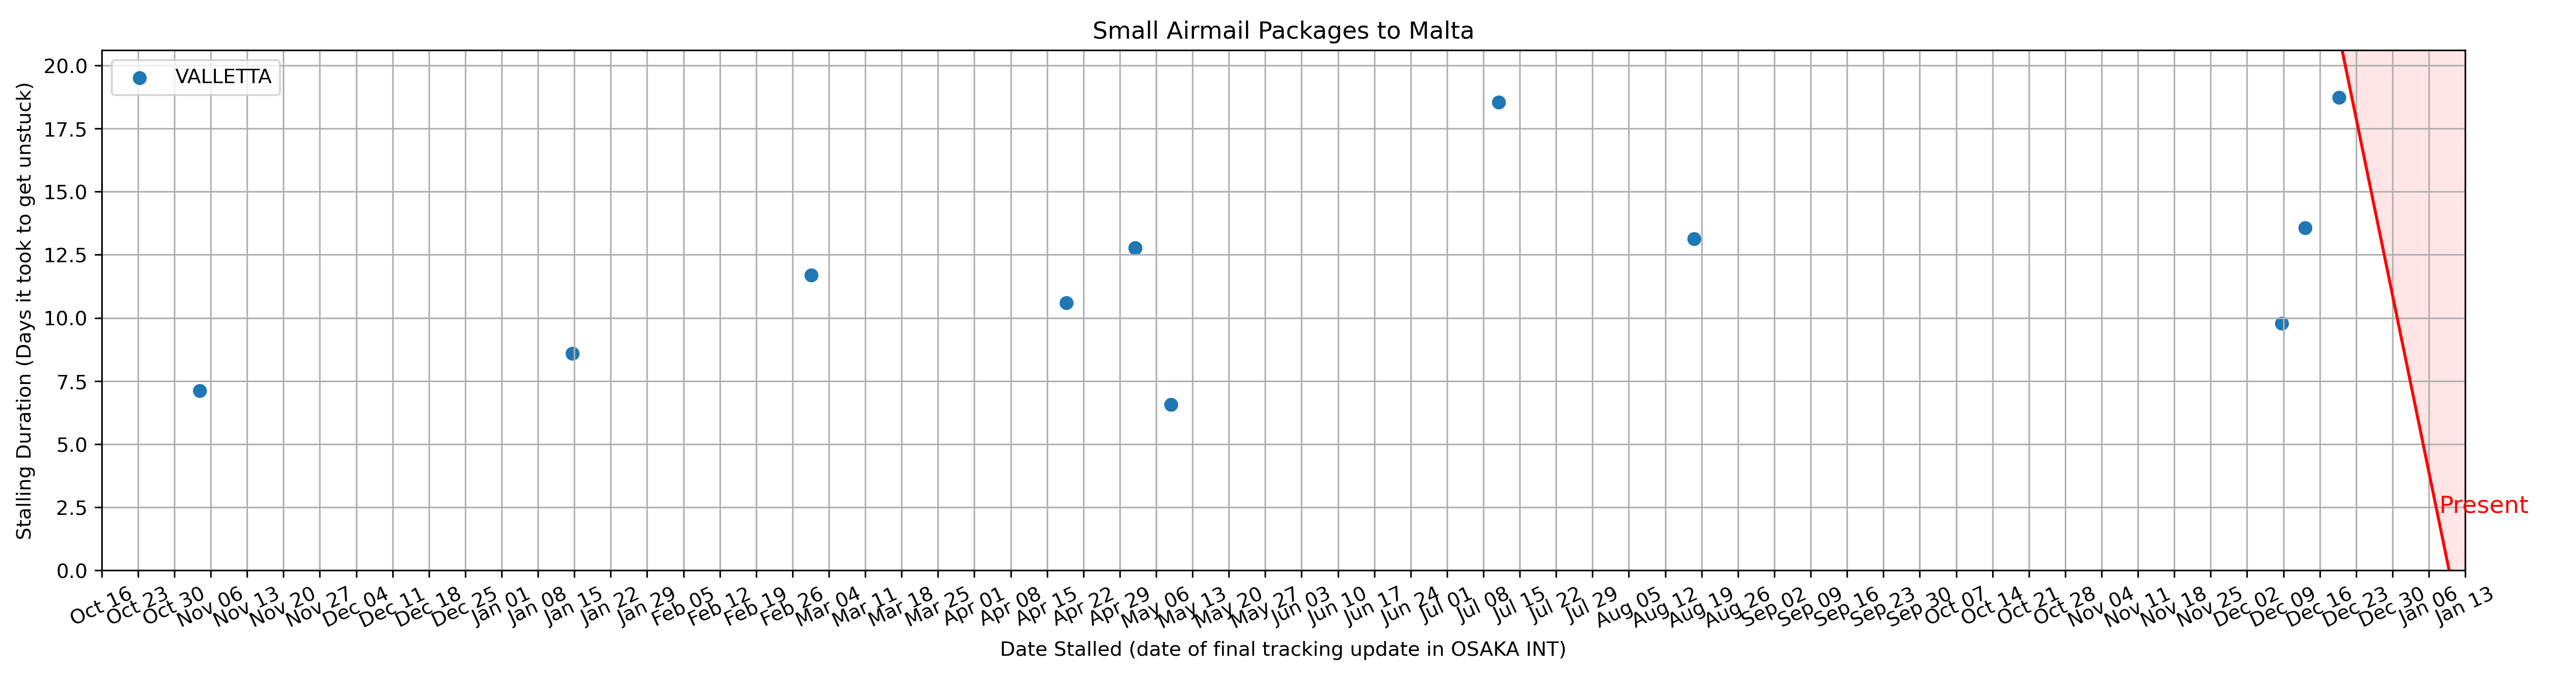 Small Airmail Packages to Malta
VALLETTA
Stalling Duration (Days it took to get unstuck)
20.0
17.5
15.0
12.5
10.0
7.5
5.0
2.5
0.0
Present
Oct 16 Oct 23 Oct 30 Nov 06 Nov 13 Nov 20 Nov 27 Dec 04 Dec 11 Dec 18 Dec 25 Jan 01 Jan 08 Jan 15 Jan 22 Jan 29 Feb 05 Feb 12 Feb 19 Feb 26 Mar 04 Mar 11 Mar 18 Mar 25 Apr 01 Apr 08 Apr 15 Apr 22 Apr 29 May 06 May 13 May 20 May 27 Jun 03 Jun 10 Jun 17 Jun 24 Jul 01 Jul 08 Jul 15 Jul 22 Jul 29 Aug 05 Aug 12 Aug 19 Aug 26 Sep 02 Sep 09 Sep 16 Sep 23 Sep 30 Oct 07 Oct 14 Oct 21 Oct 28 Nov 04 Nov 11 Nov 18 Nov 25 Dec 02 Dec 09 Dec 16 Dec 23 Dec 30 Jan 06 Jan 13
Date Stalled (date of final tracking update in OSAKA INT)